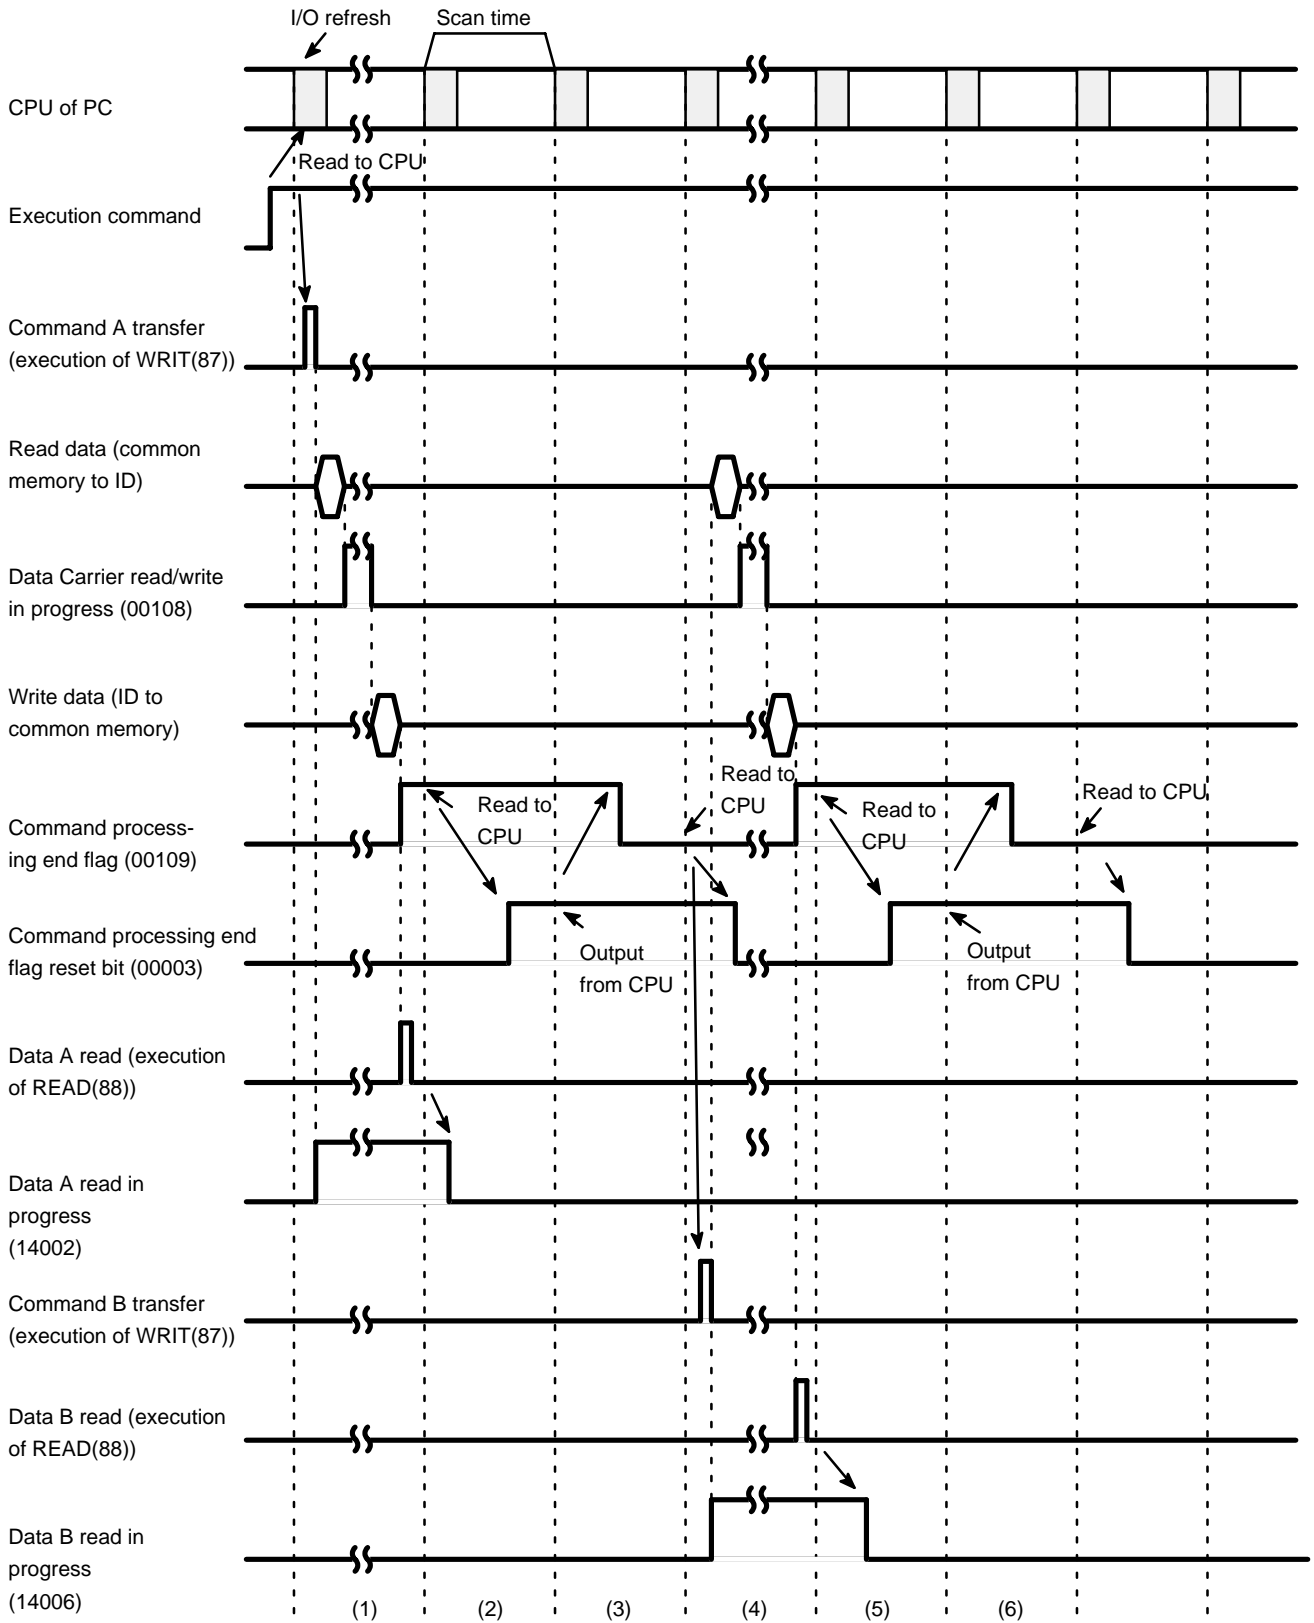 I/O refresh
Scan time
CPU of PC
Read to CPU
Execution command
Command A transfer
(execution of WRIT(87))
Read data (common
memory to ID)
Data Carrier read/write
in progress (00108)
Write data (ID to
common memory)
Command process-
ing end flag (00109)
Read to
CPU
Read to
CPU
Read to
CPU
Read to CPU
Command processing end
flag reset bit (00003)
Output
from CPU
Output
from CPU
Data A read (execution
of READ(88))
Data A read in
progress
(14002)
Command B transfer
(execution of WRIT(87))
Data B read (execution
of READ(88))
Data B read in
progress
(14006)
(1)
(2)
(3)
(4)
(5)
(6)